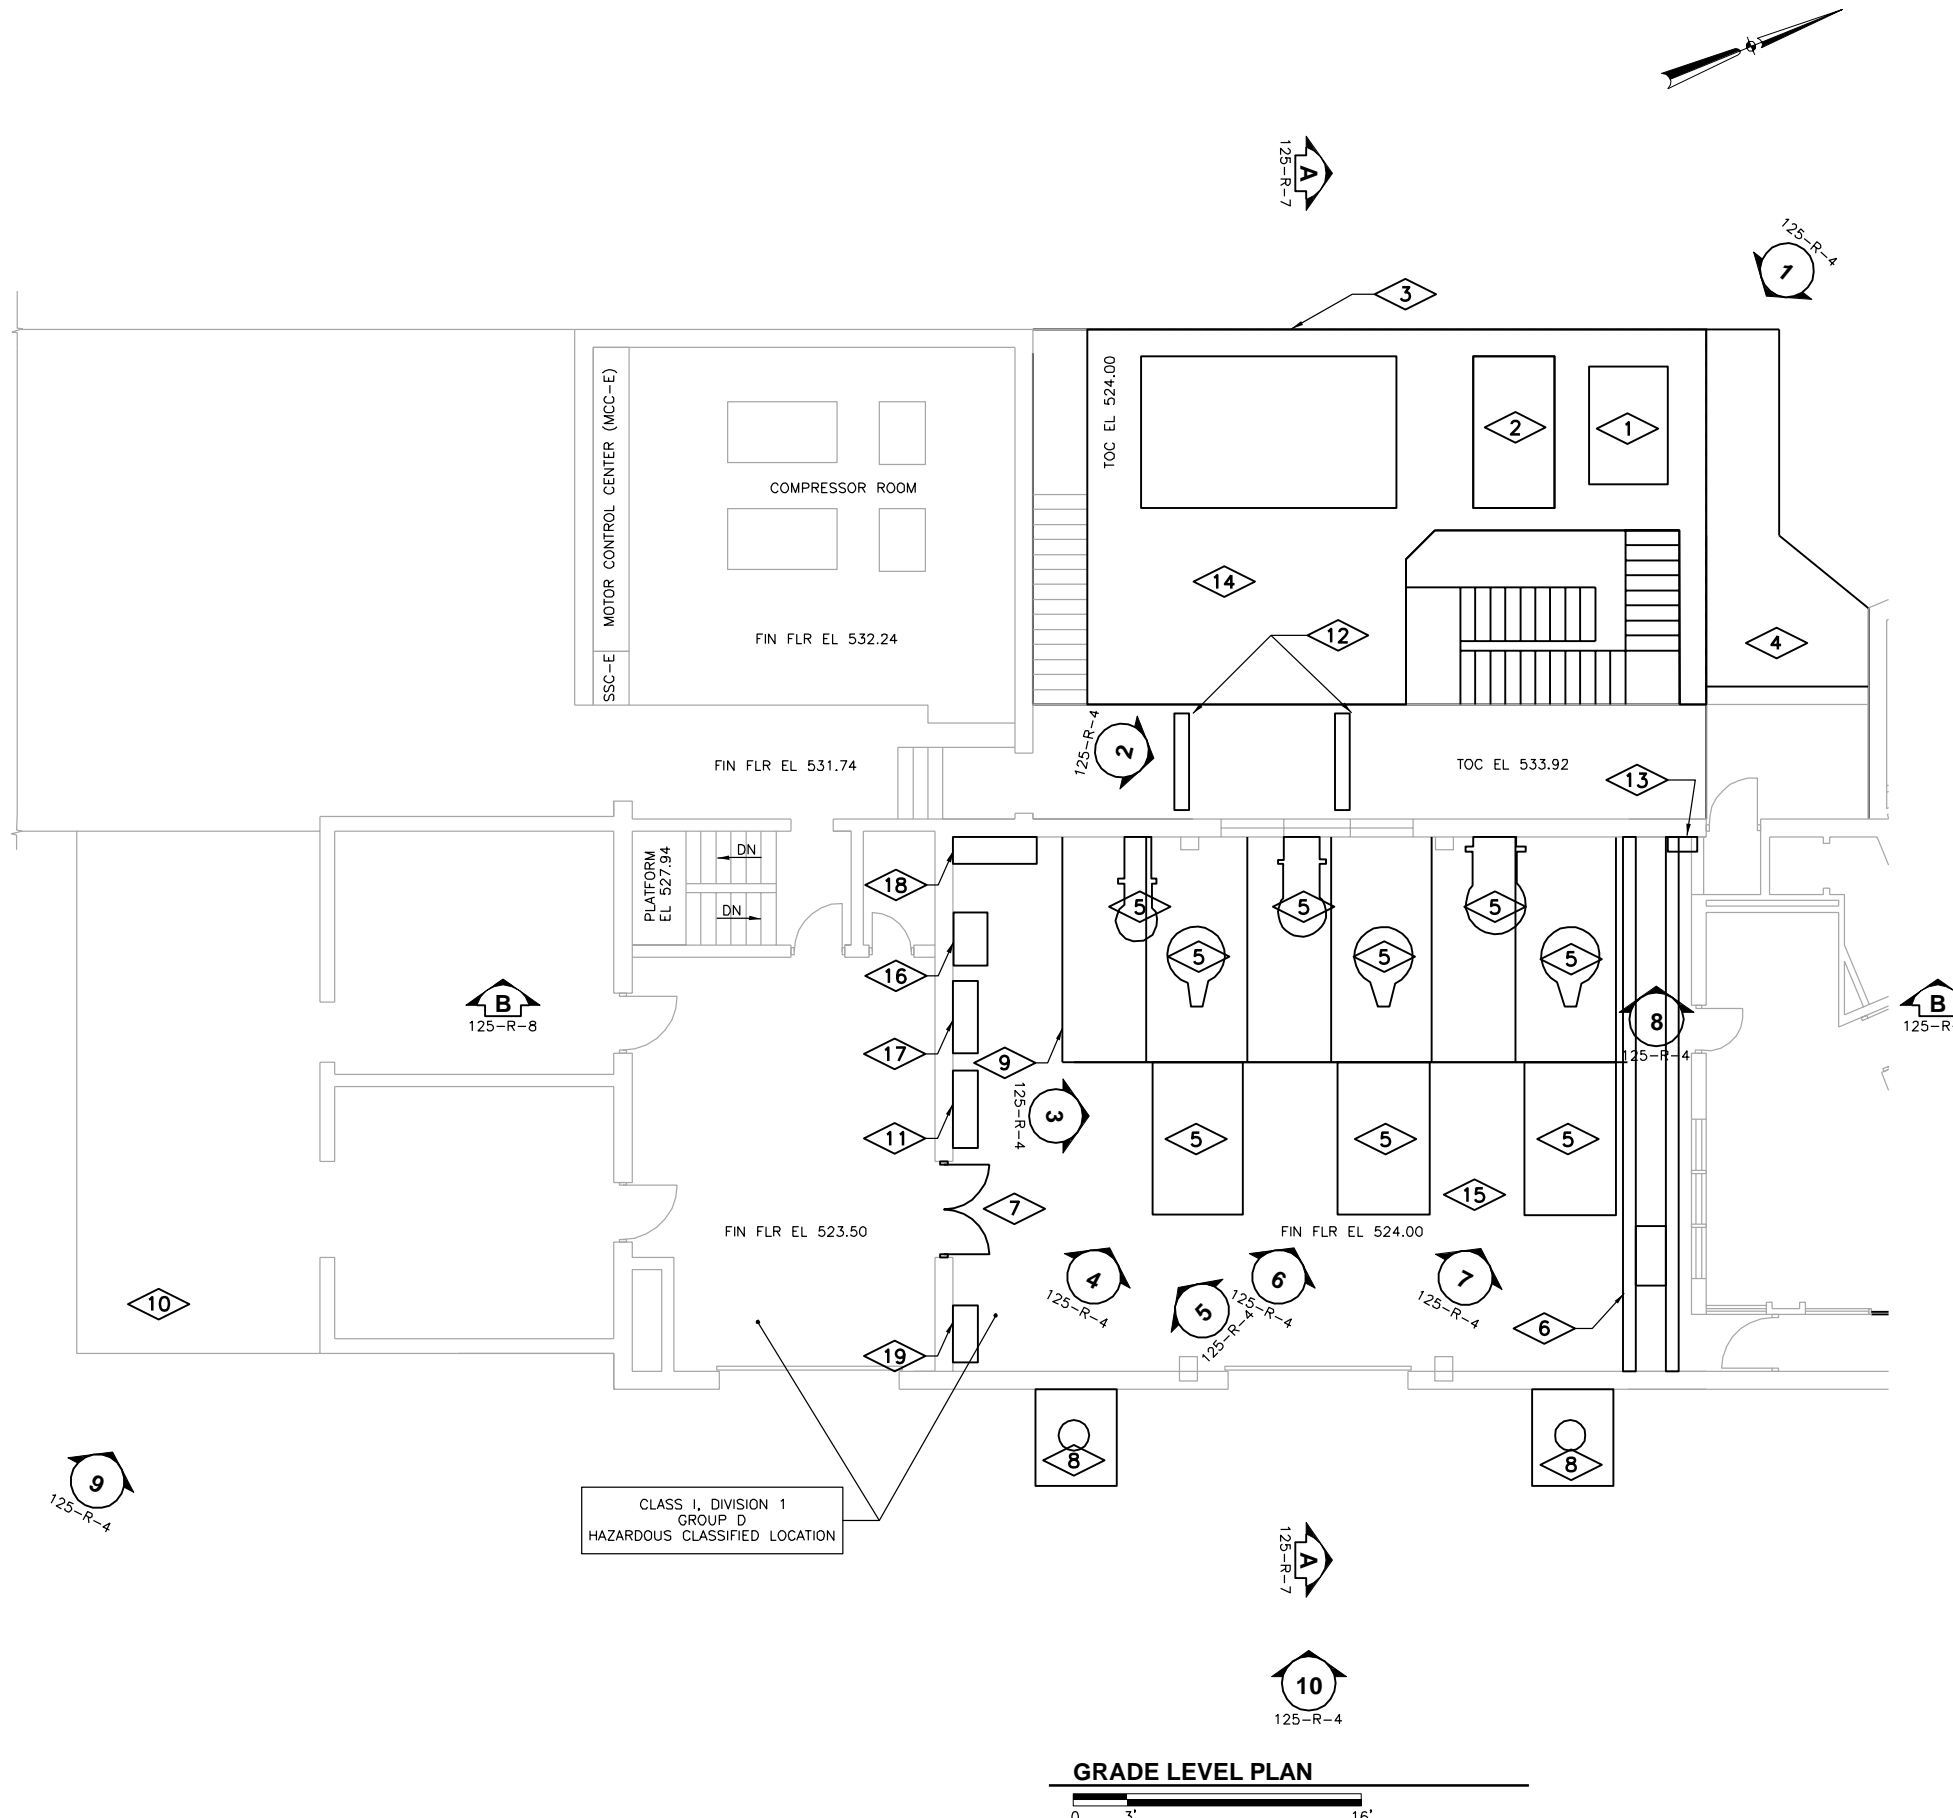 A
125-R-7
125-R-4
1
3
TOC EL 524.00
MOTOR CONTROL CENTER (MCC-E)
SSC-E
2
1
COMPRESSOR ROOM
14
12
FIN FLR EL 532.24
4
125-R-4
2
FIN FLR EL 531.74
TOC EL 533.92
13
PLATFORM
EL 527.94
DN
DN
18
5
5
5
16
5
5
5
B
125-R-8
B
125-R-
8
125-R-4
17
9
3
125-R-4
11
5
5
5
7
15
FIN FLR EL 523.50
FIN FLR EL 524.00
10
4
125-R-4
5
125-R-4
6
125-R-4
7
125-R-4
6
19
8
8
9
125-R-4
CLASS I, DIVISION 1
GROUP D
HAZARDOUS CLASSIFIED LOCATION
A
125-R-7
10
125-R-4
GRADE LEVEL PLAN
0 3' 16'